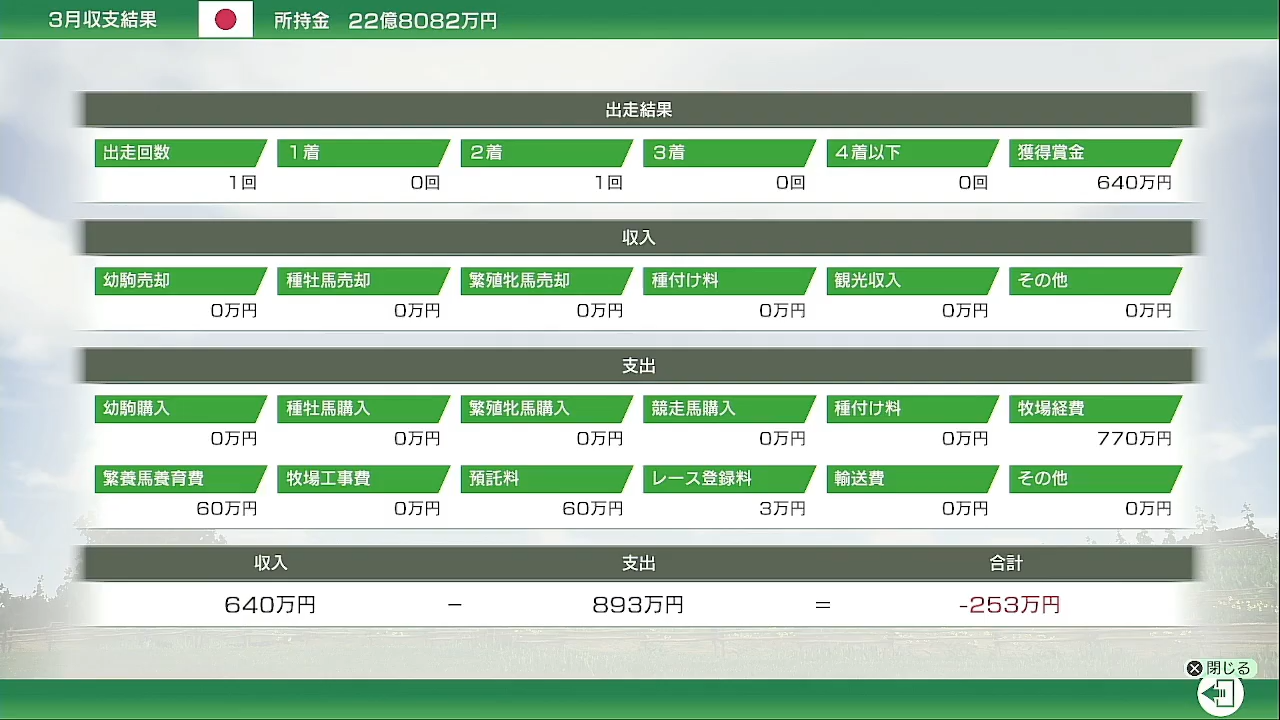 3月収支結果 所持金 22億8082万円
出走結果
出走回数 1着 2着 3着 4着以下 獲得賞金
1回 0回 1回 0回 0回 640万円
収入
幼駒売却 種牡馬売却 繁殖牝馬売却 種付け料 観光収入 その他
0万円 0万円 0万円 0万円 0万円 0万円
支出
幼駒購入 種牡馬購入 繁殖牝馬購入 競走馬購入 種付け料 牧場経費
0万円 0万円 0万円 0万円 0万円 770万円
繁養馬養育費 牧場工事費 預託料 レース登録料 輸送費 その他
60万円 0万円 60万円 3万円 0万円 0万円
収入 支出 合計
640万円 − 893万円 = -253万円
閉じる